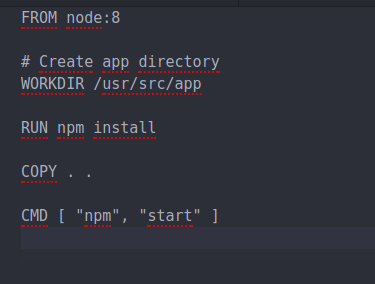 FROM node:8
# Create app directory
WORKDIR /usr/src/app
RUN npm install
COPY . .
CMD [ "npm", "start" ]